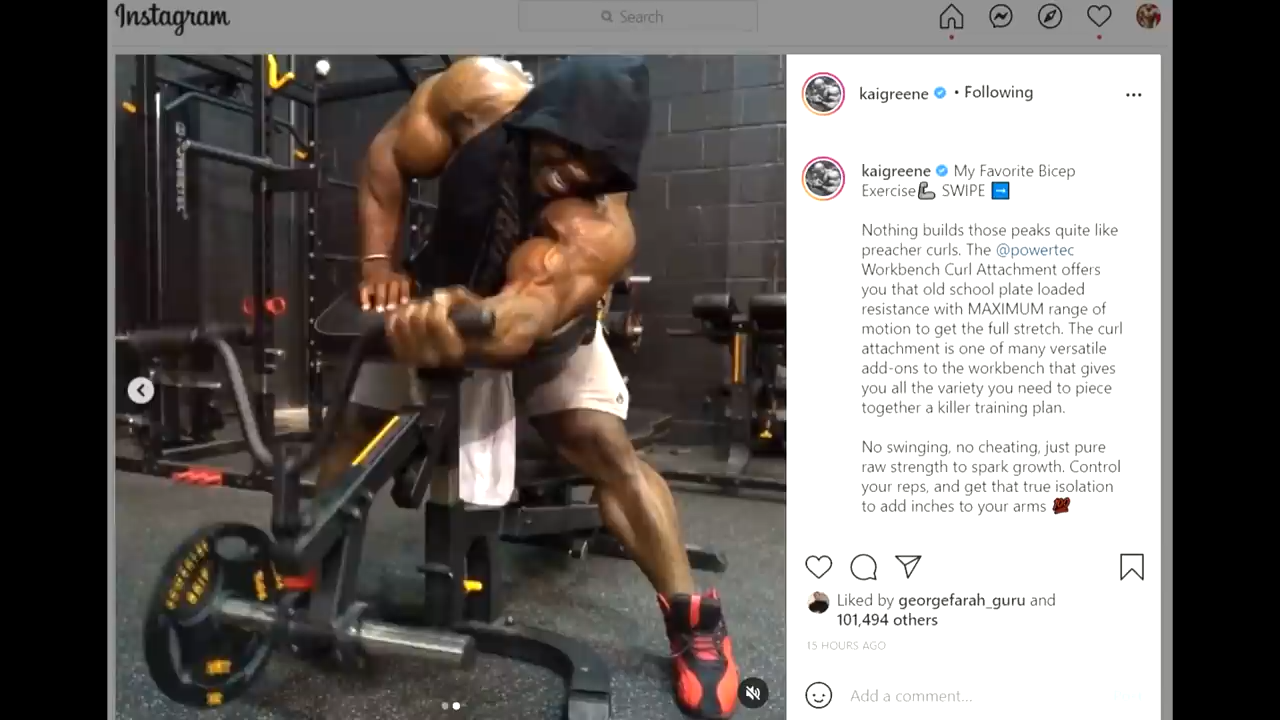 Instagram
Search
kaigreene • Following
kaigreene My Favorite Bicep
Exercise💪 SWIPE ➡
Nothing builds those peaks quite like
preacher curls. The @powertec
Workbench Curl Attachment offers
you that old school plate loaded
resistance with MAXIMUM range of
motion to get the full stretch. The curl
attachment is one of many versatile
add-ons to the workbench that gives
you all the variety you need to piece
together a killer training plan.
No swinging, no cheating, just pure
raw strength to spark growth. Control
your reps, and get that true isolation
to add inches to your arms 💯
Liked by georgefarah_guru and
101,494 others
15 HOURS AGO
Add a comment...
POWERTEC